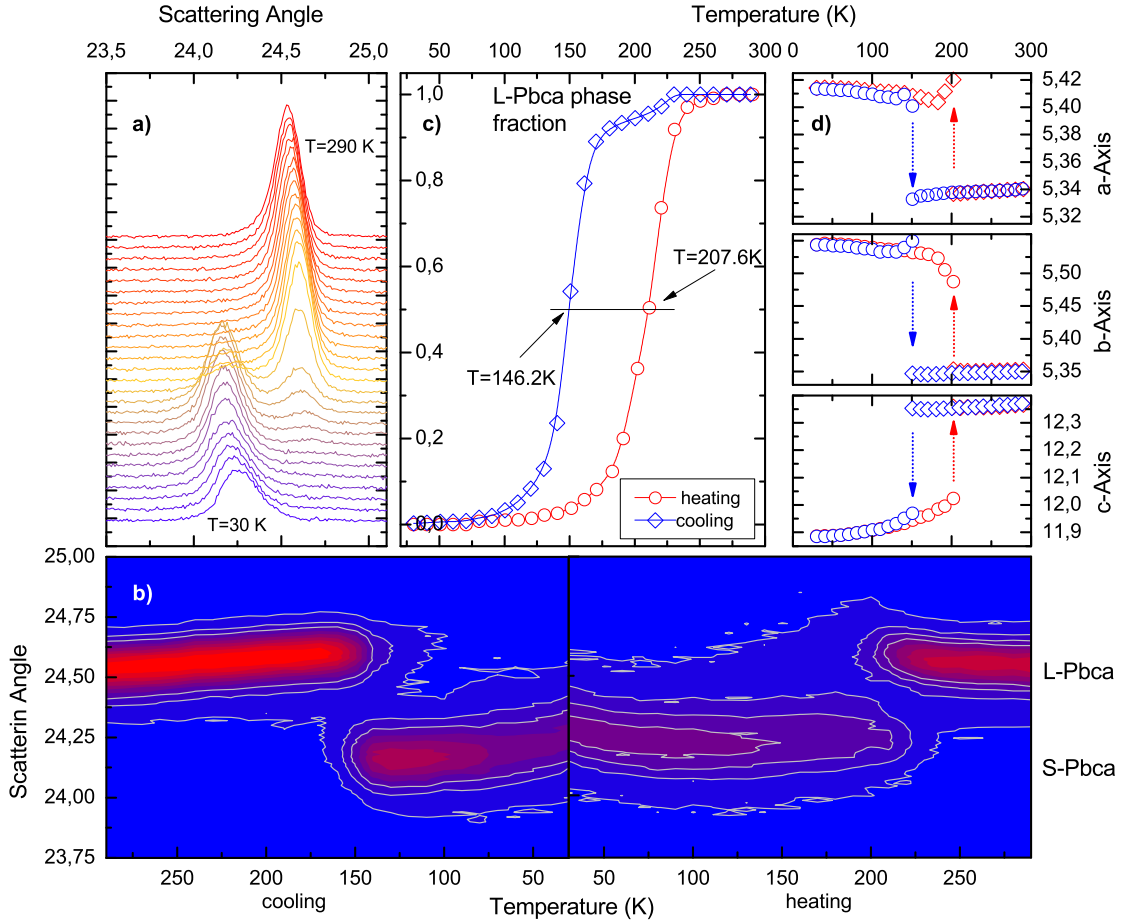 Scattering Angle
Temperature (K)
23,5 24,0 24,5 25,0
50 100 150 200 250 300
0 100 200 300
a)
T=290 K
T=30 K
c)
L-Pbca phase
fraction
1,0
0,8
0,6
0,4
0,2
0,0
T=207.6K
T=146.2K
heating
cooling
d)
5,42
5,40
5,38
5,36
5,34
5,32
a-Axis
5,50
5,45
5,40
5,35
b-Axis
12,3
12,2
12,1
12,0
11,9
c-Axis
b)
25,00
24,75
24,50
24,25
24,00
23,75
Scatterin Angle
L-Pbca
S-Pbca
250 200 150 100 50 50 100 150 200 250
cooling
Temperature (K)
heating